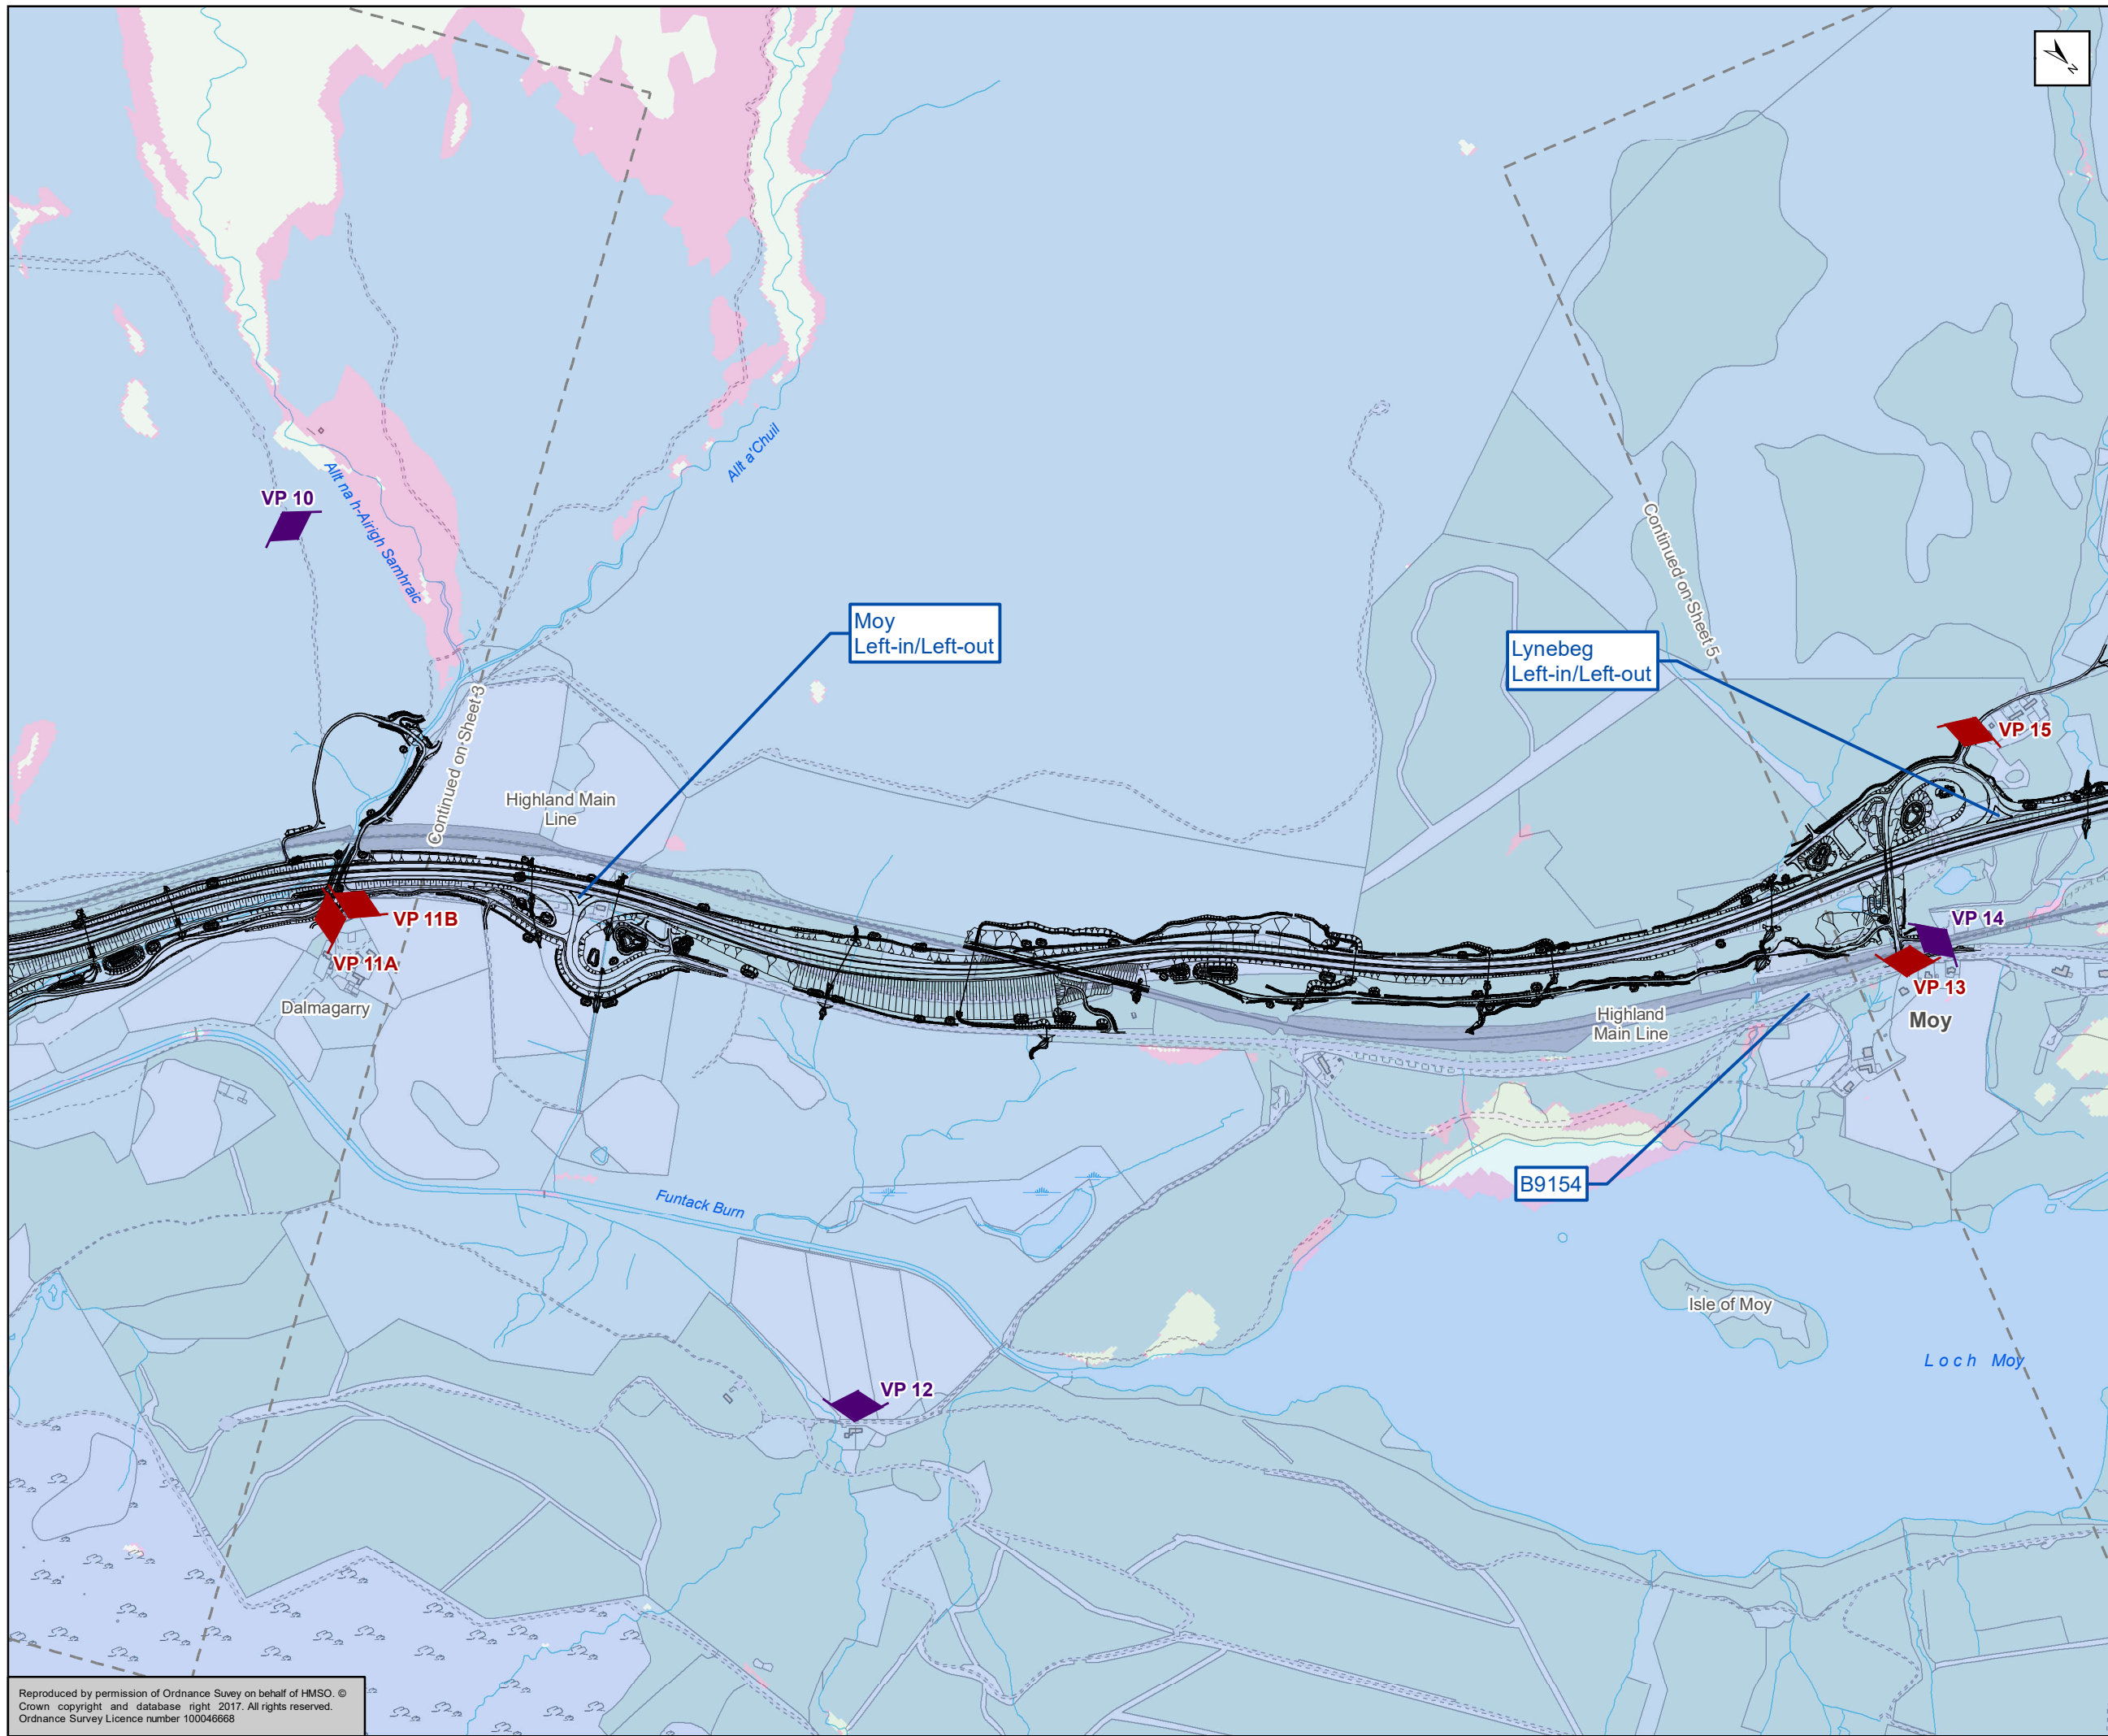 N
VP 10
Allt na h-Airigh Samhraic
Allt a'Chuil
Continued on Sheet 5
Moy
Left-in/Left-out
Lynebeg
Left-in/Left-out
Continued on Sheet 3
VP 15
Highland Main
Line
VP 11B
VP 14
VP 11A
VP 13
Dalmagarry
Highland
Main Line
Moy
B9154
Funtack Burn
Isle of Moy
Loch Moy
VP 12
Reproduced by permission of Ordnance Suvey on behalf of HMSO. ©
Crown copyright and database right 2017. All rights reserved.
Ordnance Survey Licence number 100046668